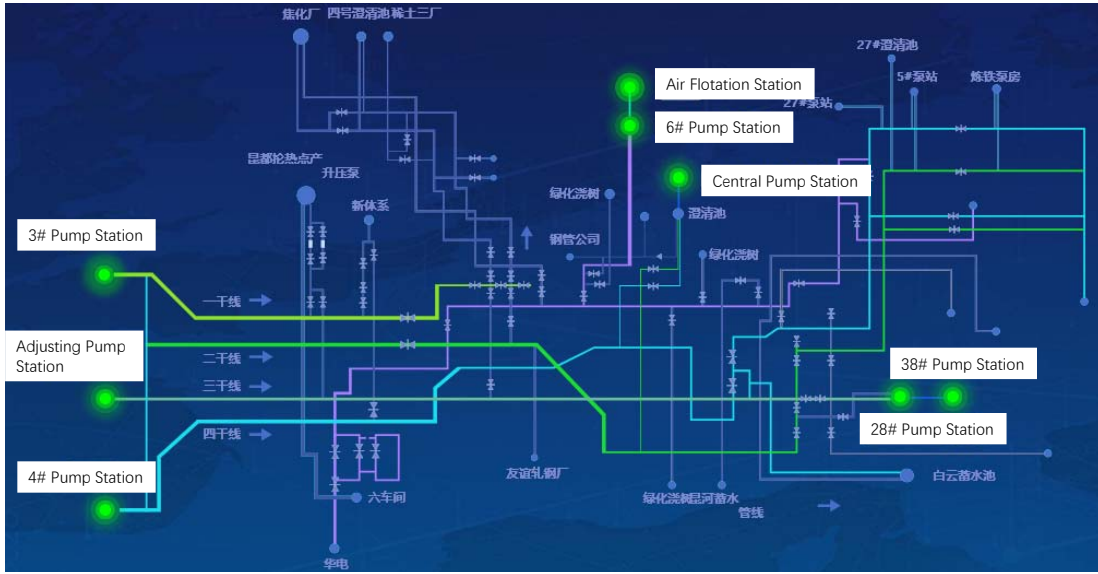 焦化厂
四号澄清池
稀土三厂
27#澄清池
5#泵站
炼铁泵房
27#泵站
Air Flotation Station
6# Pump Station
Central Pump Station
昆都抡热点产
升压泵
新体系
绿化浇树
澄清池
钢管公司
绿化浇树
3# Pump Station
一干线
Adjusting Pump
Station
二干线
三干线
四干线
38# Pump Station
28# Pump Station
4# Pump Station
友谊轧钢厂
白云蓄水池
六车间
绿化浇树
昆河蓄水
管线
华电